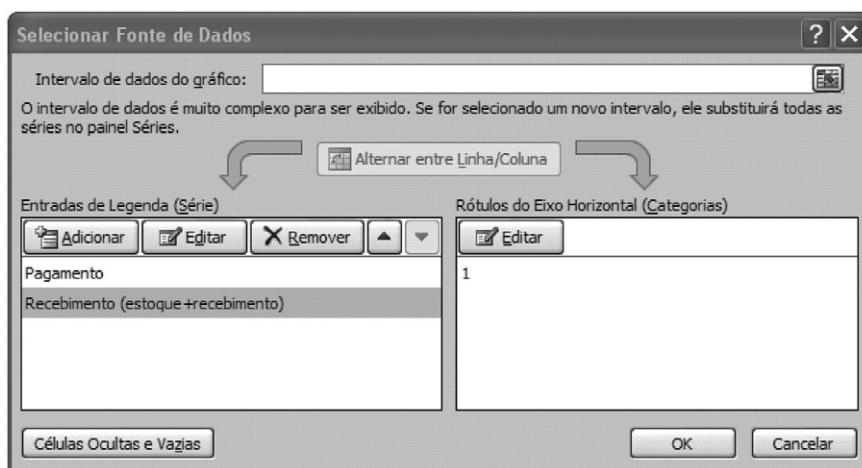 Selecionar Fonte de Dados
Intervalo de dados do gráfico:
O intervalo de dados é muito complexo para ser exibido. Se for selecionado um novo intervalo, ele substituirá todas as
séries no painel Séries.
Alternar entre Linha/Coluna
Entradas de Legenda (Série)
Adicionar Editar Remover
Pagamento
Recebimento (estoque+recebimento)
Rótulos do Eixo Horizontal (Categorias)
Editar
1
Células Ocultas e Vazias
OK Cancelar